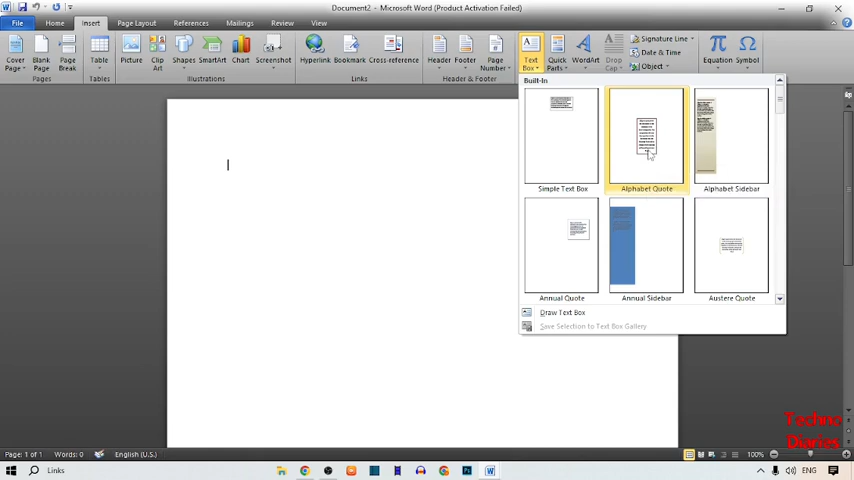 Document2 - Microsoft Word (Product Activation Failed)
File Home Insert Page Layout References Mailings Review View
Cover Page Blank Page Page Break
Table
Picture Clip Art Shapes SmartArt Chart Screenshot
Hyperlink Bookmark Cross-reference
Header Footer Page Number
Text Box Quick Parts WordArt Drop Cap
Signature Line
Date & Time
Object
Equation Symbol
Pages Tables Illustrations Links Header & Footer
Built-In
Simple Text Box Alphabet Quote Alphabet Sidebar
Annual Quote Annual Sidebar Austere Quote
Draw Text Box
Save Selection to Text Box Gallery
Techno
Diaries
Page: 1 of 1 Words: 0 English (U.S.) 100%
Links ENG